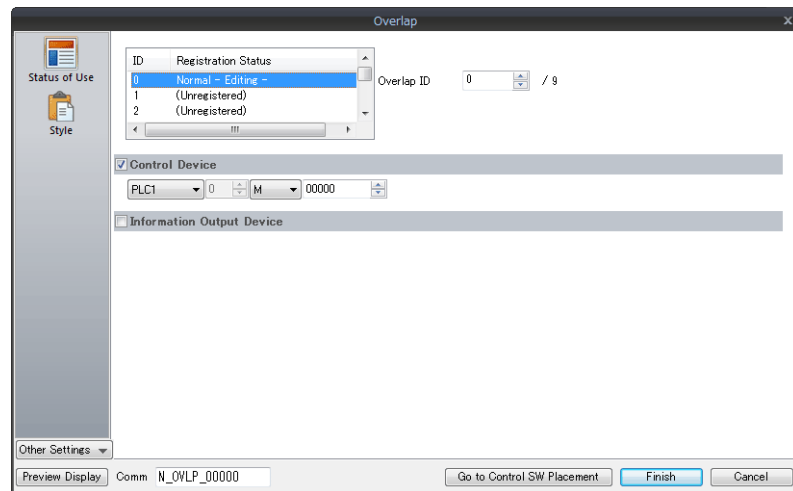 Overlap
x
Status of Use
Style
ID Registration Status
0 Normal - Editing -
1 (Unregistered)
2 (Unregistered)
Overlap ID 0 / 9
Control Device
PLC1 0 M 00000
Information Output Device
Other Settings
Preview Display Comm N_OVLP_00000 Go to Control SW Placement Finish Cancel